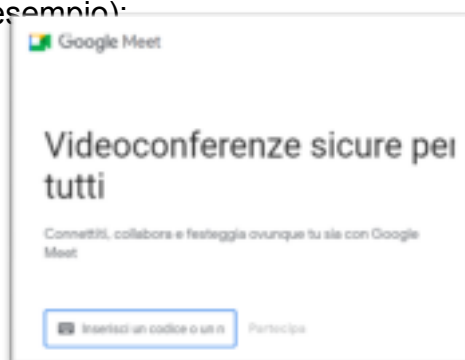 esempio):
Google Meet
Videoconferenze sicure per
tutti
Connettiti, collabora e festeggia ovunque tu sia con Google
Meet
Inserisci un codice o un n
Partecipa